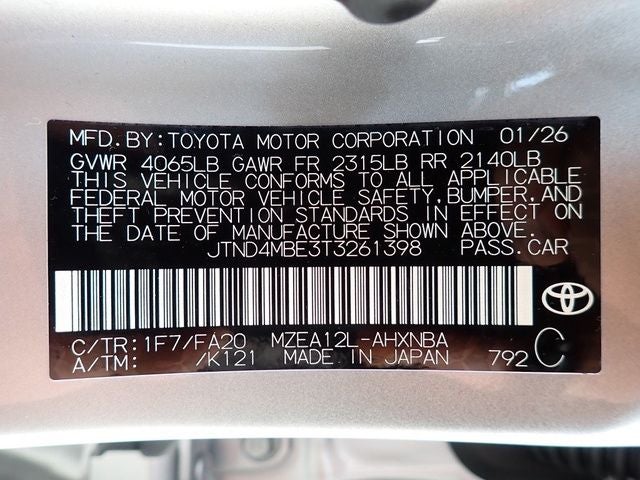 MFD. BY: TOYOTA MOTOR CORPORATION 01/26
GVWR 4065LB GAWR FR 2315LB RR 2140LB
THIS VEHICLE CONFORMS TO ALL APPLICABLE
FEDERAL MOTOR VEHICLE SAFETY, BUMPER, AND
THEFT PREVENTION STANDARDS IN EFFECT ON
THE DATE OF MANUFACTURE SHOWN ABOVE.
JTND4MBE3T3261398 PASS. CAR
C/TR: 1F7/FA20 MZEA12L-AHXNBA
A/TM: /K121 MADE IN JAPAN 792 C